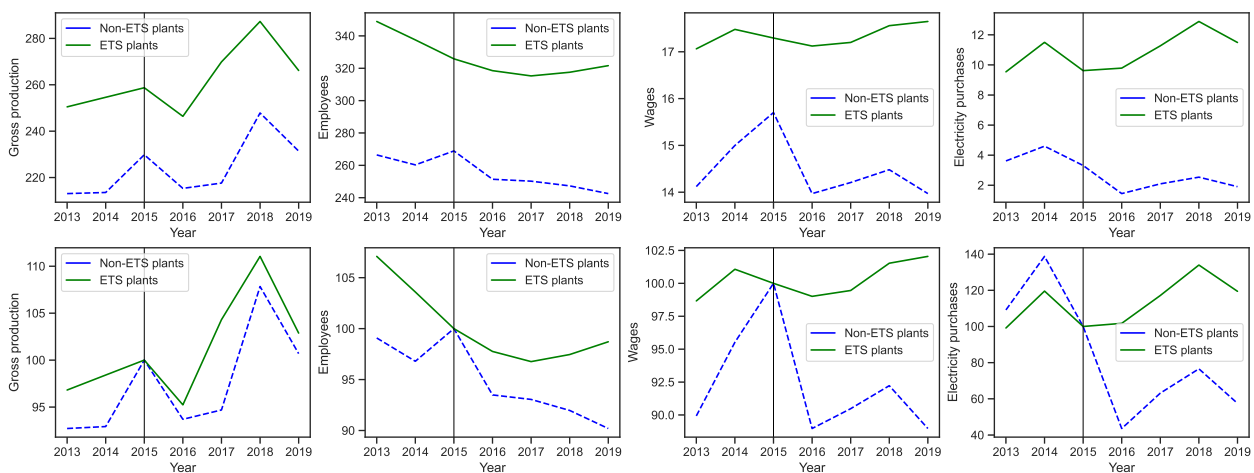 Gross production
280
260
240
220
Non-ETS plants
ETS plants
2013 2014 2015 2016 2017 2018 2019
Year
Employees
340
320
300
280
260
240
Non-ETS plants
ETS plants
2013 2014 2015 2016 2017 2018 2019
Year
Wages
17
16
15
14
Non-ETS plants
ETS plants
2013 2014 2015 2016 2017 2018 2019
Year
Electricity purchases
12
10
8
6
4
2
Non-ETS plants
ETS plants
2013 2014 2015 2016 2017 2018 2019
Year
Gross production
110
105
100
95
Non-ETS plants
ETS plants
2013 2014 2015 2016 2017 2018 2019
Year
Employees
105
100
95
90
Non-ETS plants
ETS plants
2013 2014 2015 2016 2017 2018 2019
Year
Wages
102.5
100.0
97.5
95.0
92.5
90.0
Non-ETS plants
ETS plants
2013 2014 2015 2016 2017 2018 2019
Year
Electricity purchases
140
120
100
80
60
40
Non-ETS plants
ETS plants
2013 2014 2015 2016 2017 2018 2019
Year